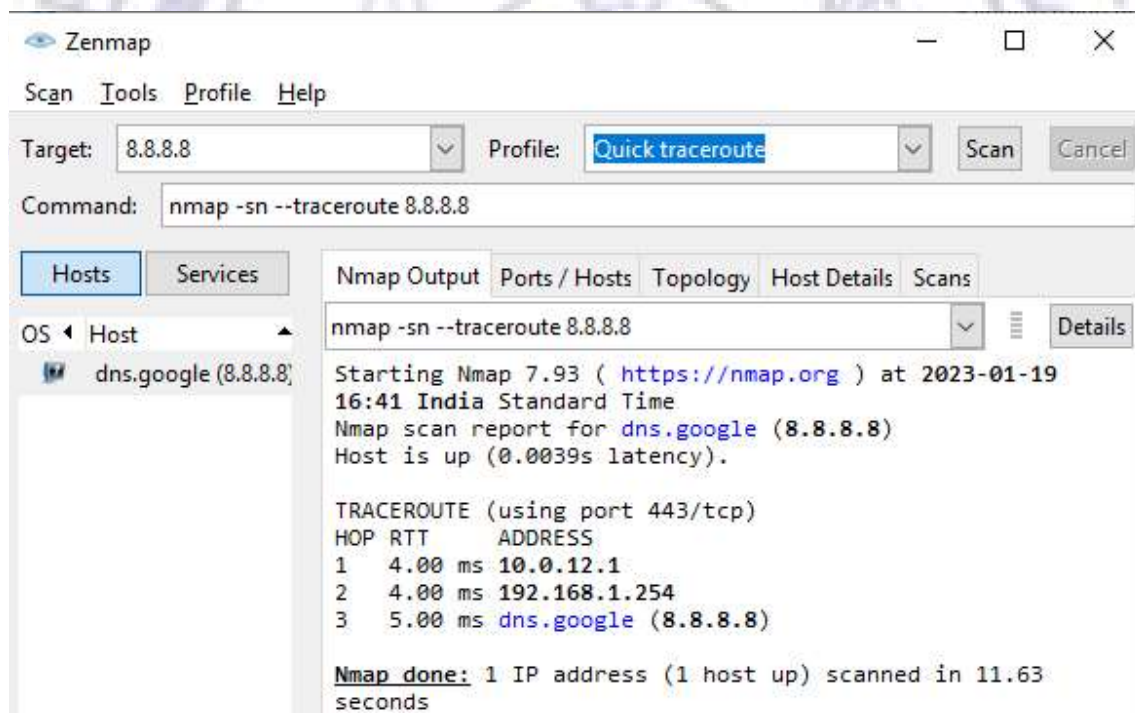 Zenmap
Scan Tools Profile Help
Target: 8.8.8.8 Profile: Quick traceroute Scan Cancel
Command: nmap -sn --traceroute 8.8.8.8
Hosts Services Nmap Output Ports / Hosts Topology Host Details Scans
OS Host nmap -sn --traceroute 8.8.8.8 Details
dns.google (8.8.8.8)
Starting Nmap 7.93 ( https://nmap.org ) at 2023-01-19
16:41 India Standard Time
Nmap scan report for dns.google (8.8.8.8)
Host is up (0.0039s latency).
TRACEROUTE (using port 443/tcp)
HOP RTT ADDRESS
1 4.00 ms 10.0.12.1
2 4.00 ms 192.168.1.254
3 5.00 ms dns.google (8.8.8.8)
Nmap done: 1 IP address (1 host up) scanned in 11.63
seconds